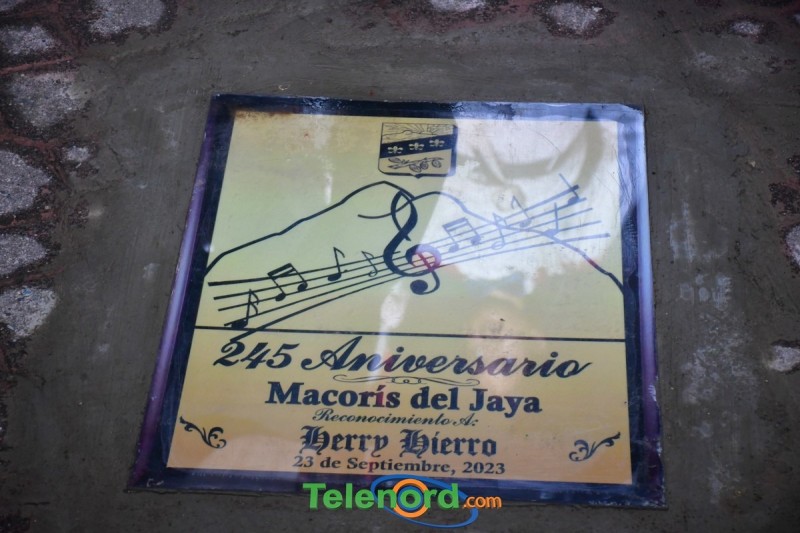 245 Aniversario
Macorís del Jaya
Reconocimiento A:
Herry Hierro
23 de Septiembre, 2023
Telenord.com